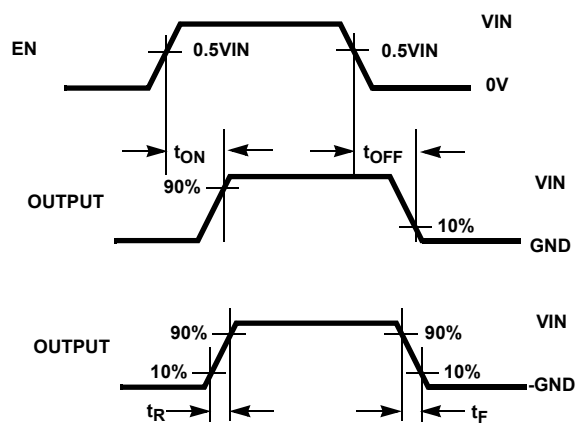 VIN
EN
0.5VIN
0.5VIN
0V
tON
tOFF
90%
VIN
OUTPUT
10%
GND
VIN
90%
90%
OUTPUT
10%
10%
-GND
tR
tF